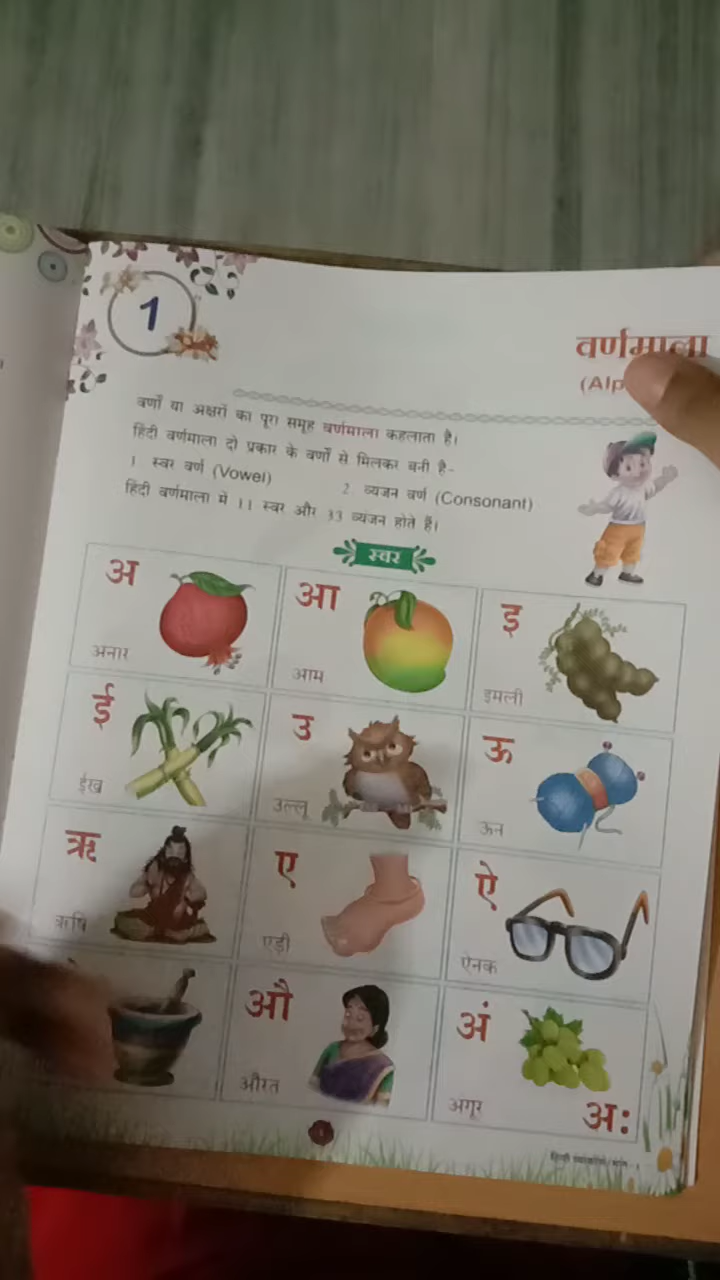 1
वर्णमाला
(Alp
वर्णों या अक्षरों का पूरा समूह वर्णमाला कहलाता है।
हिंदी वर्णमाला दो प्रकार के वर्णों से मिलकर बनी है-
1 स्वर वर्ण (Vowel) 2 व्यंजन वर्ण (Consonant)
हिंदी वर्णमाला में 11 स्वर और 33 व्यंजन होते हैं।
स्वर
अ आ इ
अनार आम इमली
ई उ ऊ
ईख उल्लू ऊन
ऋ ए ऐ
ऋषि एड़ी ऐनक
औ अं
औरत अंगूर अः